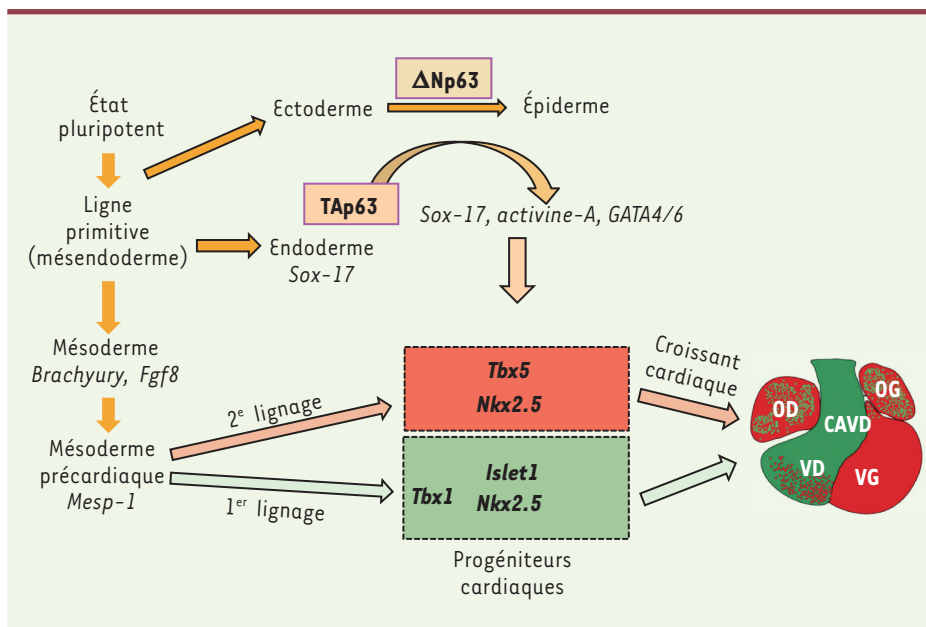 ΔNp63
État
pluripotent
Ectoderme
Épiderme
Ligne
primitive
(mésendoderme)
TAp63
Sox-17, activine-A, GATA4/6
Endoderme
Sox-17
Mésoderme
Brachyury, Fgf8
Mésoderme
précardiaque
Mesp-1
2e lignage
1er lignage
Tbx5
Nkx2.5
Tbx1
Islet1
Nkx2.5
Progéniteurs
cardiaques
Croissant
cardiaque
OD
OG
CAVD
VD
VG